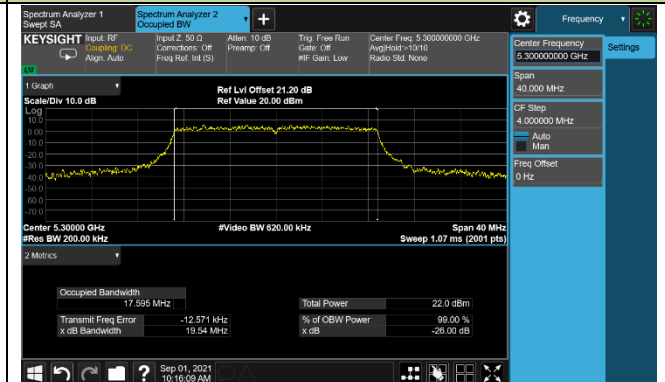 Spectrum Analyzer 1
Swept SA
Spectrum Analyzer 2
Occupied BW
Frequency
KEYSIGHT
Input: RF
Coupling: DC
Align: Auto
Input Z: 50 Ω
Corrections: Off
Freq Ref: Int (S)
Atten: 10 dB
Preamp: Off
Trig: Free Run
Gate: Off
#IF Gain: Low
Center Freq: 5.300000000 GHz
Avg|Hold:>10/10
Radio Std: None
1 Graph
Scale/Div 10.0 dB
Ref Lvl Offset 21.20 dB
Ref Value 20.00 dBm
Log
10.0
0.00
-10.0
-20.0
-30.0
-40.0
-50.0
-60.0
-70.0
Center 5.30000 GHz
#Video BW 620.00 kHz
Span 40 MHz
#Res BW 200.00 kHz
Sweep 1.07 ms (2001 pts)
2 Metrics
Occupied Bandwidth
17.595 MHz
Total Power
22.0 dBm
Transmit Freq Error
-12.571 kHz
% of OBW Power
99.00 %
x dB Bandwidth
19.54 MHz
x dB
-26.00 dB
Sep 01, 2021
10:16:09 AM
Center Frequency
5.300000000 GHz
Settings
Span
40.000 MHz
CF Step
4.000000 MHz
Auto
Man
Freq Offset
0 Hz